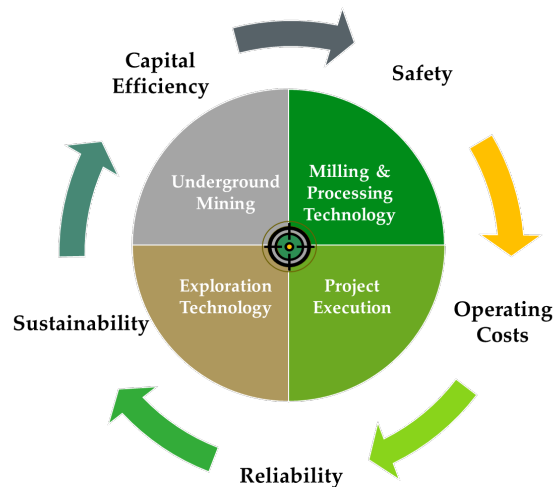 Capital
Efficiency
Safety
Underground
Mining
Milling &
Processing
Technology
Exploration
Technology
Project
Execution
Sustainability
Operating
Costs
Reliability